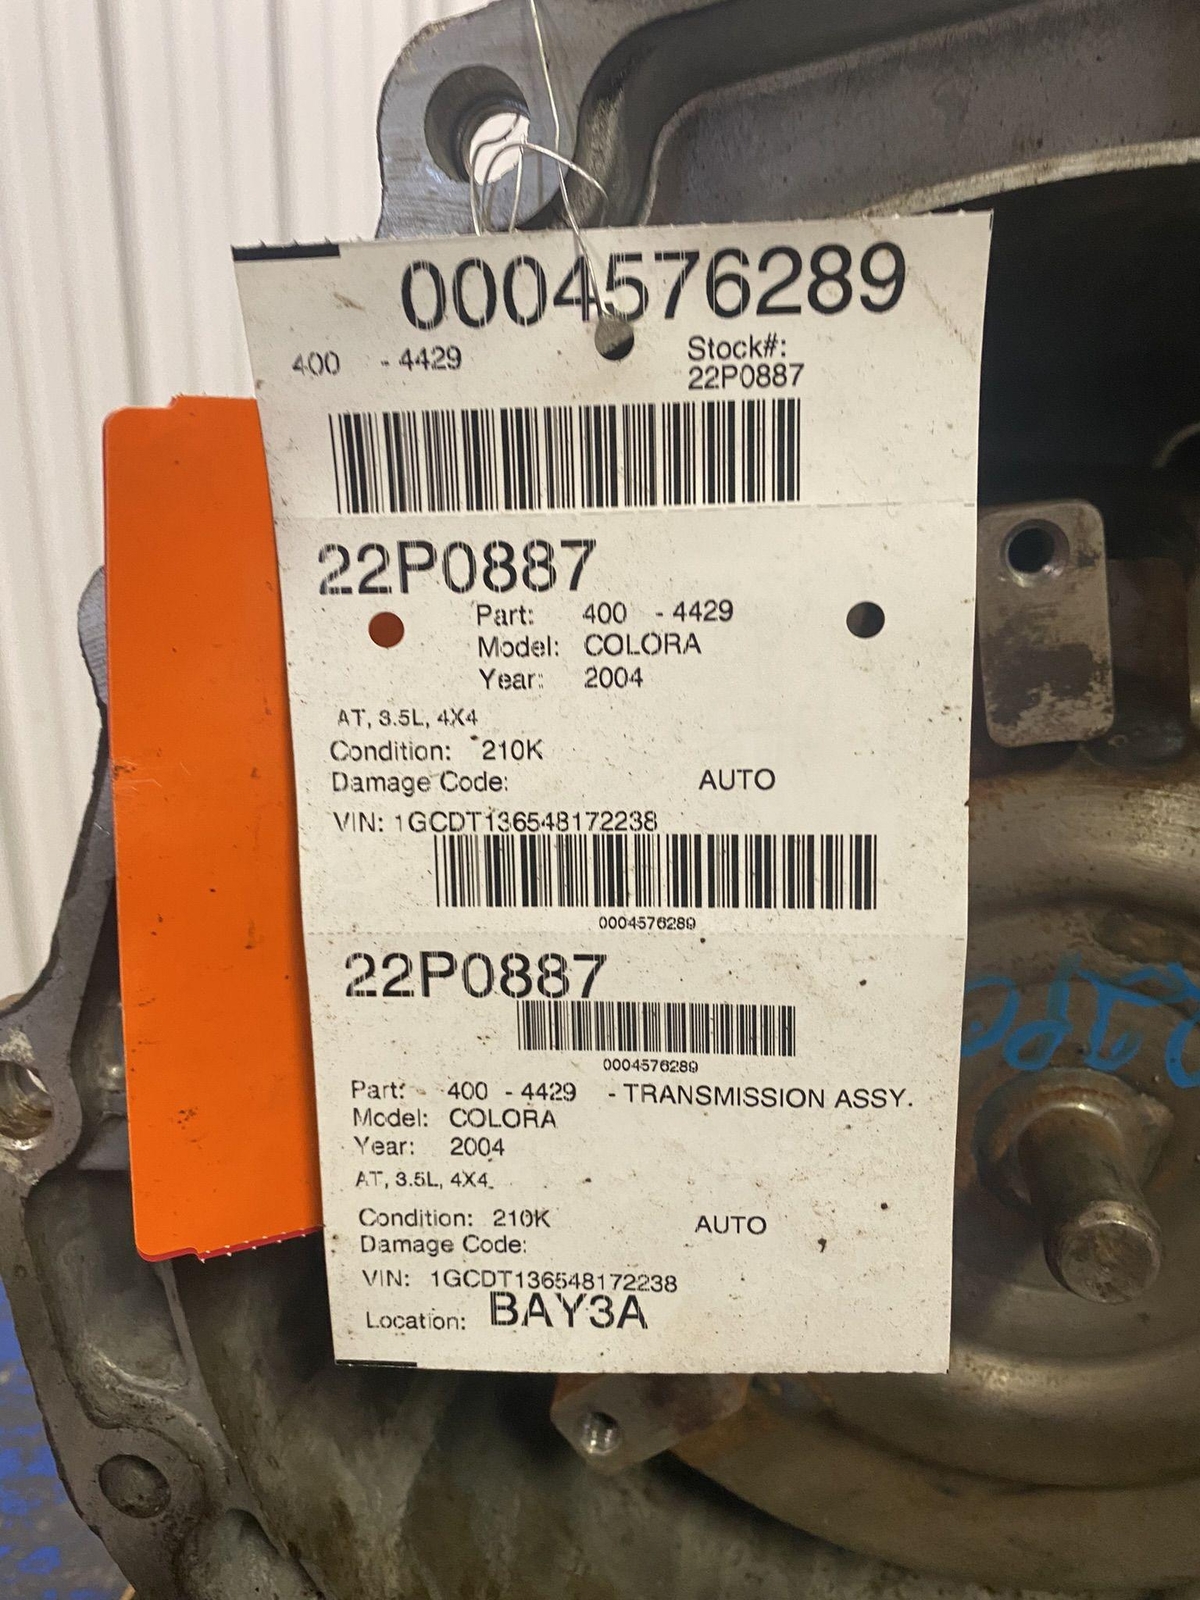 0004576289
400 - 4429
Stock#:
22P0887
22P0887
Part: 400 - 4429
Model: COLORA
Year: 2004
AT, 3.5L, 4X4
Condition: 210K
Damage Code: AUTO
VIN: 1GCDT136548172238
0004576289
22P0887
0004576289
Part: 400 - 4429 - TRANSMISSION ASSY.
Model: COLORA
Year: 2004
AT, 3.5L, 4X4
Condition: 210K AUTO
Damage Code:
VIN: 1GCDT136548172238
Location: BAY3A